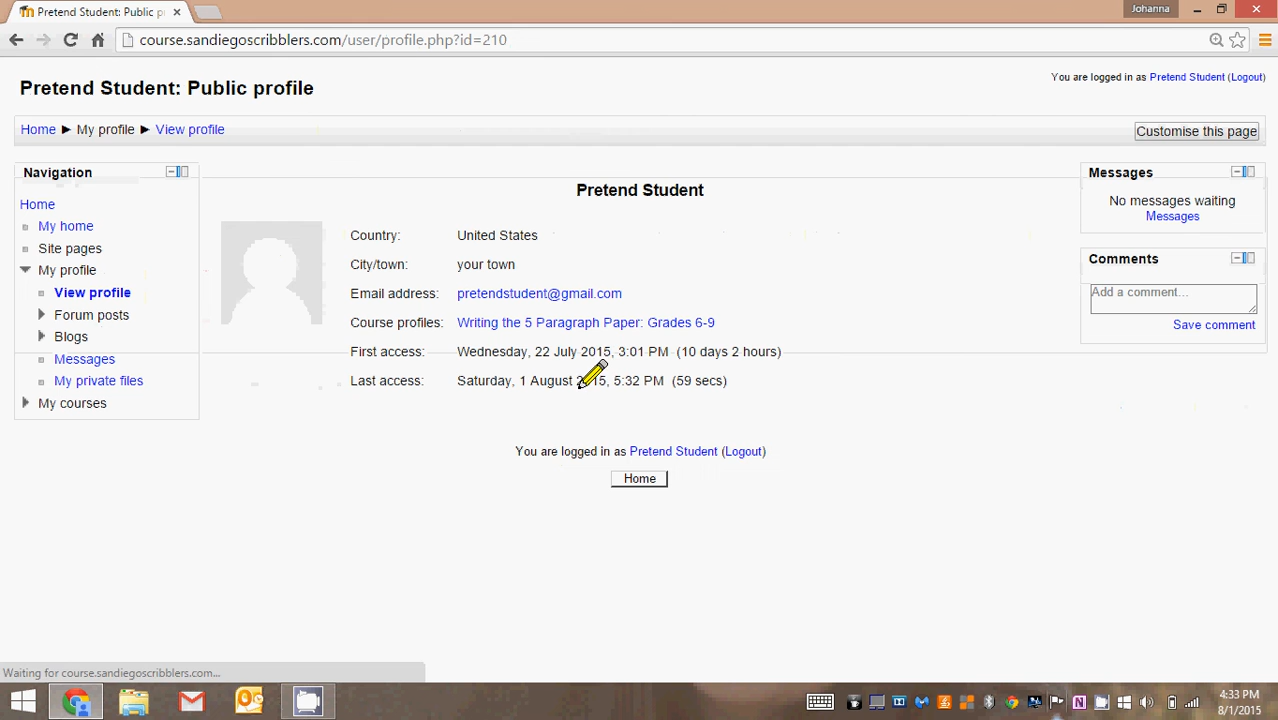 Pretend Student: Public p
Johanna
course.sandiegoscribblers.com/user/profile.php?id=210
Pretend Student: Public profile
You are logged in as Pretend Student (Logout)
Home ► My profile ► View profile
Customise this page
Navigation
Home
My home
Site pages
My profile
View profile
Forum posts
Blogs
Messages
My private files
My courses
Pretend Student
Country: United States
City/town: your town
Email address: pretendstudent@gmail.com
Course profiles: Writing the 5 Paragraph Paper: Grades 6-9
First access: Wednesday, 22 July 2015, 3:01 PM (10 days 2 hours)
Last access: Saturday, 1 August 2015, 5:32 PM (59 secs)
You are logged in as Pretend Student (Logout)
Home
Messages
No messages waiting
Messages
Comments
Add a comment...
Save comment
Waiting for course.sandiegoscribblers.com...
4:33 PM
8/1/2015